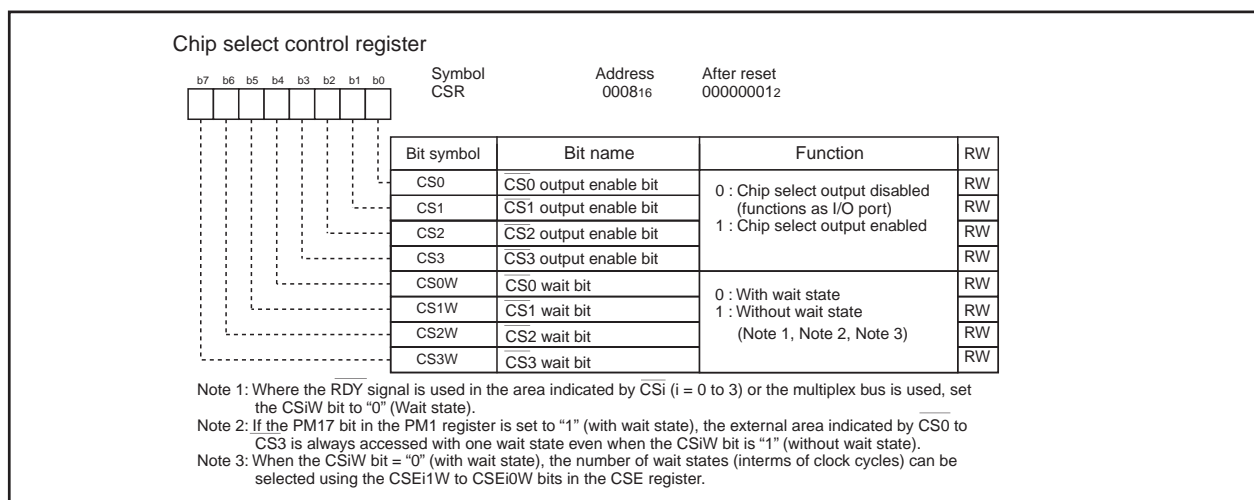 Chip select control register
b7 b6 b5 b4 b3 b2 b1 b0
Symbol Address After reset
CSR 000816 000000012
Bit symbol Bit name Function RW
CS0 CS0 output enable bit RW
CS1 CS1 output enable bit RW
CS2 CS2 output enable bit RW
CS3 CS3 output enable bit RW
0 : Chip select output disabled
(functions as I/O port)
1 : Chip select output enabled
CS0W CS0 wait bit RW
CS1W CS1 wait bit RW
CS2W CS2 wait bit RW
CS3W CS3 wait bit RW
0 : With wait state
1 : Without wait state
(Note 1, Note 2, Note 3)
Note 1: Where the RDY signal is used in the area indicated by CSi (i = 0 to 3) or the multiplex bus is used, set
the CSiW bit to “0” (Wait state).
Note 2: If the PM17 bit in the PM1 register is set to “1” (with wait state), the external area indicated by CS0 to
CS3 is always accessed with one wait state even when the CSiW bit is “1” (without wait state).
Note 3: When the CSiW bit = “0” (with wait state), the number of wait states (interms of clock cycles) can be
selected using the CSEi1W to CSEi0W bits in the CSE register.